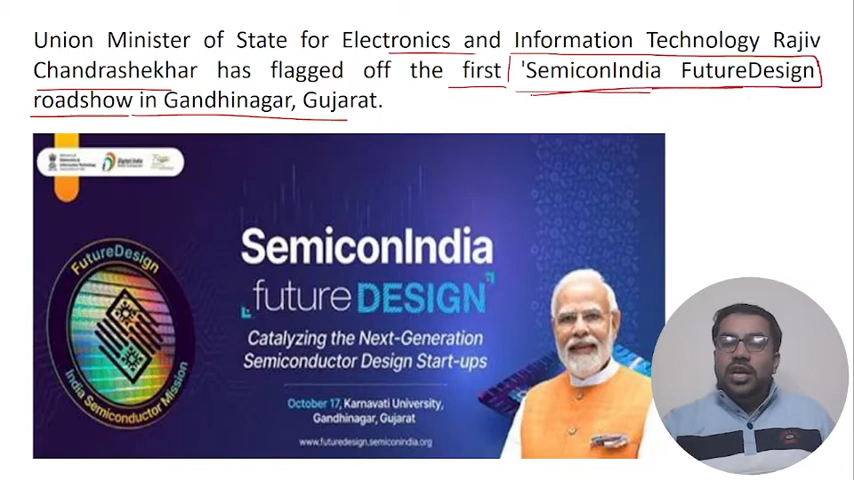 Union Minister of State for Electronics and Information Technology Rajiv
Chandrashekhar has flagged off the first 'SemiconIndia FutureDesign
roadshow in Gandhinagar, Gujarat.
Digital India
FutureDesign
India Semiconductor Mission
SemiconIndia
future DESIGN
Catalyzing the Next-Generation
Semiconductor Design Start-ups
October 17, Karnavati University,
Gandhinagar, Gujarat
www.futuredesign.semiconindia.org